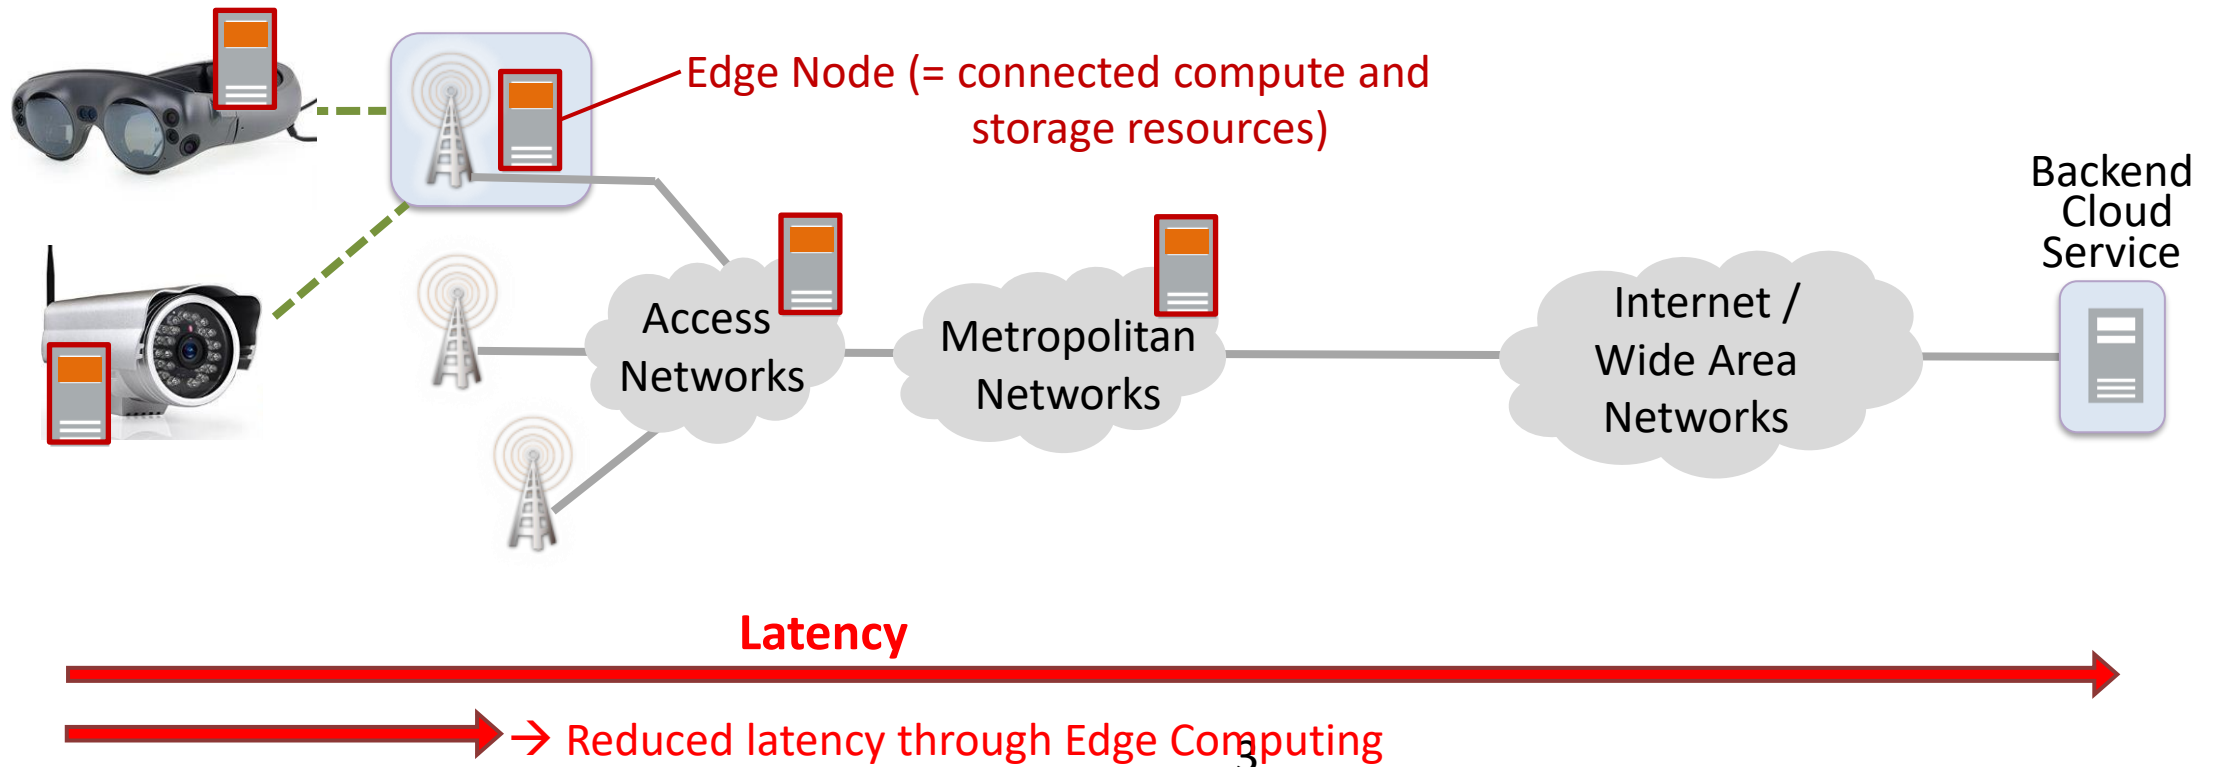 Edge Node (= connected compute and
storage resources)
Backend
Cloud
Service
Access
Networks
Metropolitan
Networks
Internet /
Wide Area
Networks
Latency
→ Reduced latency through Edge Computing
3